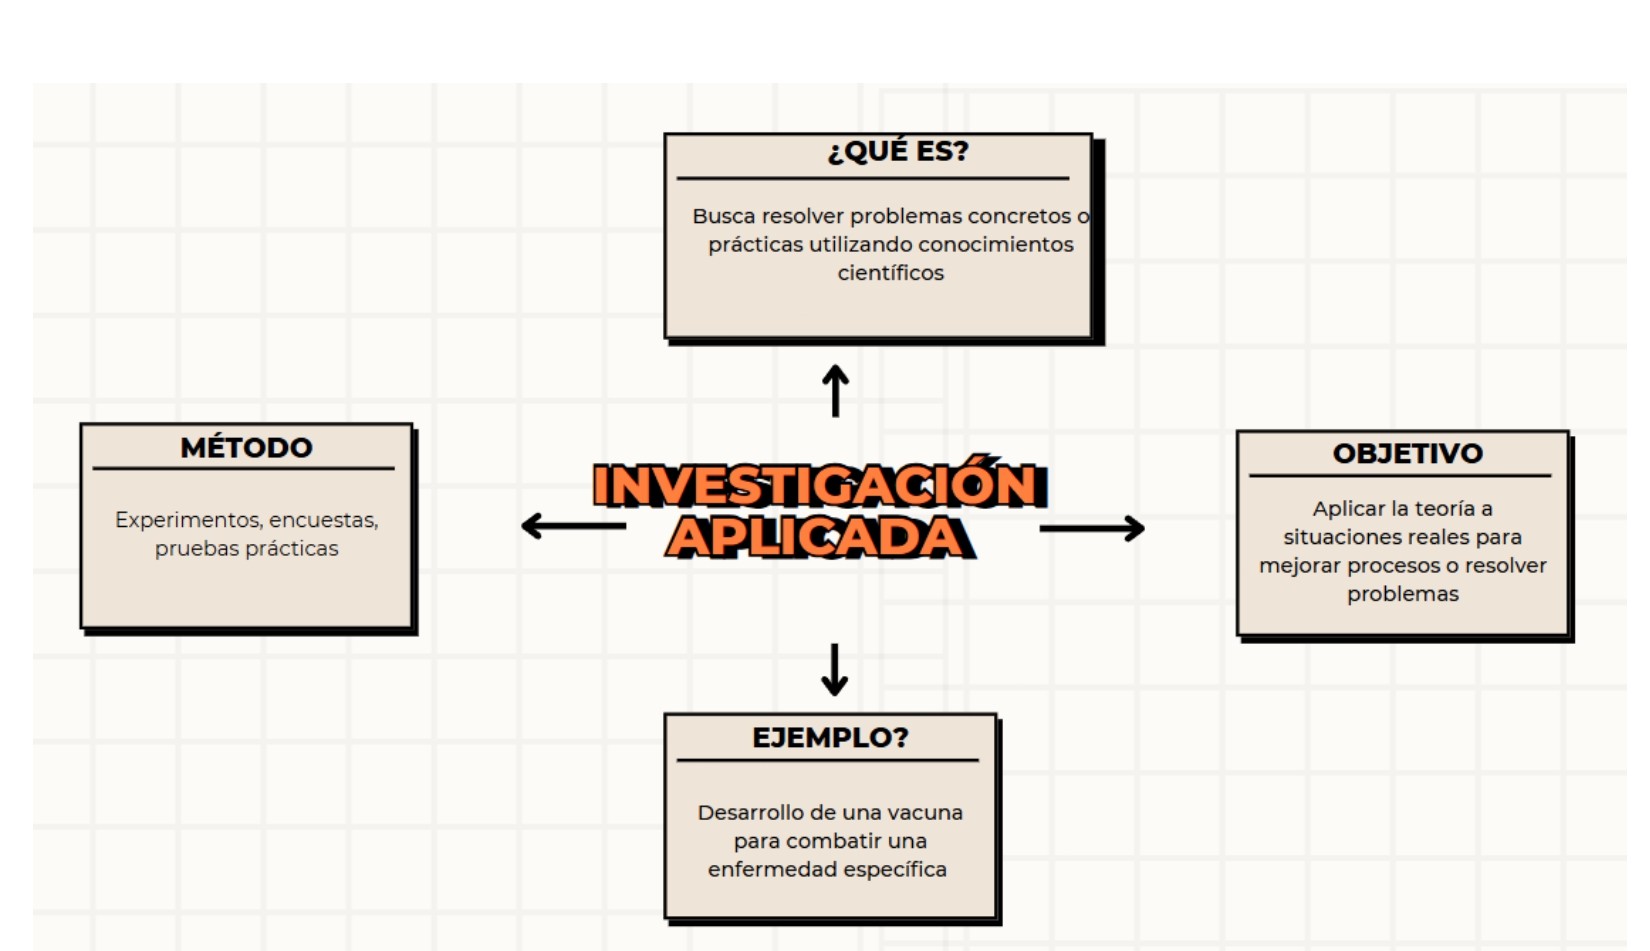 ¿QUÉ ES?
Busca resolver problemas concretos o
prácticas utilizando conocimientos
científicos
MÉTODO
Experimentos, encuestas,
pruebas prácticas
INVESTIGACIÓN
APLICADA
OBJETIVO
Aplicar la teoría a
situaciones reales para
mejorar procesos o resolver
problemas
EJEMPLO?
Desarrollo de una vacuna
para combatir una
enfermedad específica